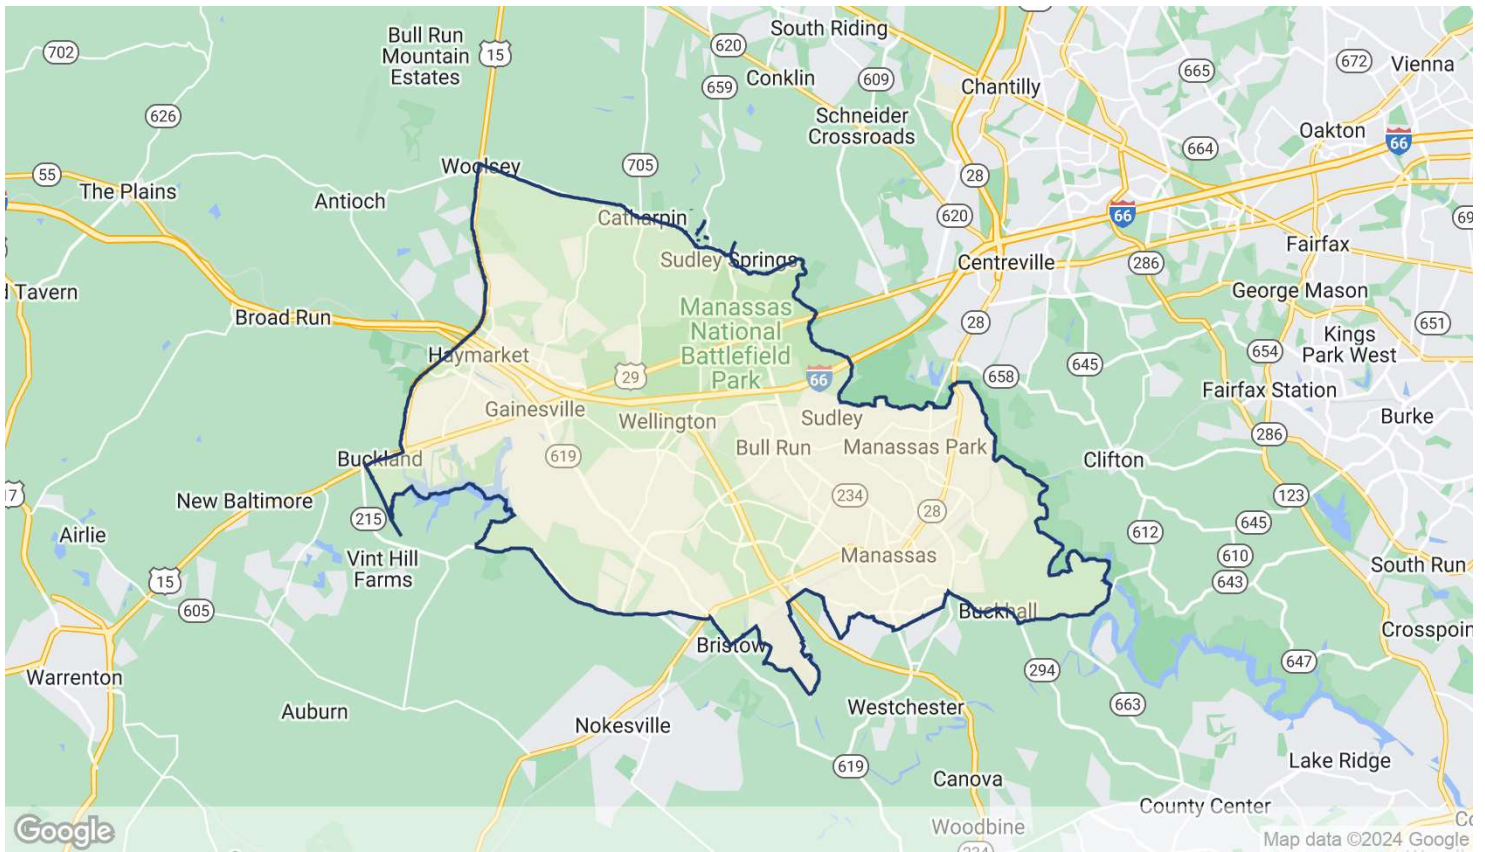 South Riding
Bull Run
Mountain
Estates
15
620
702
672
Vienna
665
Conklin
609
659
Chantilly
626
Schneider
Crossroads
Oakton
66
664
Woolsey
705
55
The Plains
28
Antioch
620
66
Catharpin
Fairfax
Sudley Springs
Centreville
286
d Tavern
George Mason
Manassas
National
Battlefield
Park
Broad Run
28
651
Kings
Park West
Haymarket
654
645
29
66
658
Fairfax Station
Gainesville
Wellington
Sudley
Burke
286
Bull Run
Manassas Park
Buckland
619
Clifton
17
New Baltimore
234
123
28
215
645
Airlie
612
Manassas
610
Vint Hill
Farms
South Run
15
643
605
Buckhall
Crosspoin
Bristow
647
294
Warrenton
663
Auburn
Westchester
Nokesville
619
Lake Ridge
Canova
County Center
Woodbine
234
Google
Map data ©2024 Google